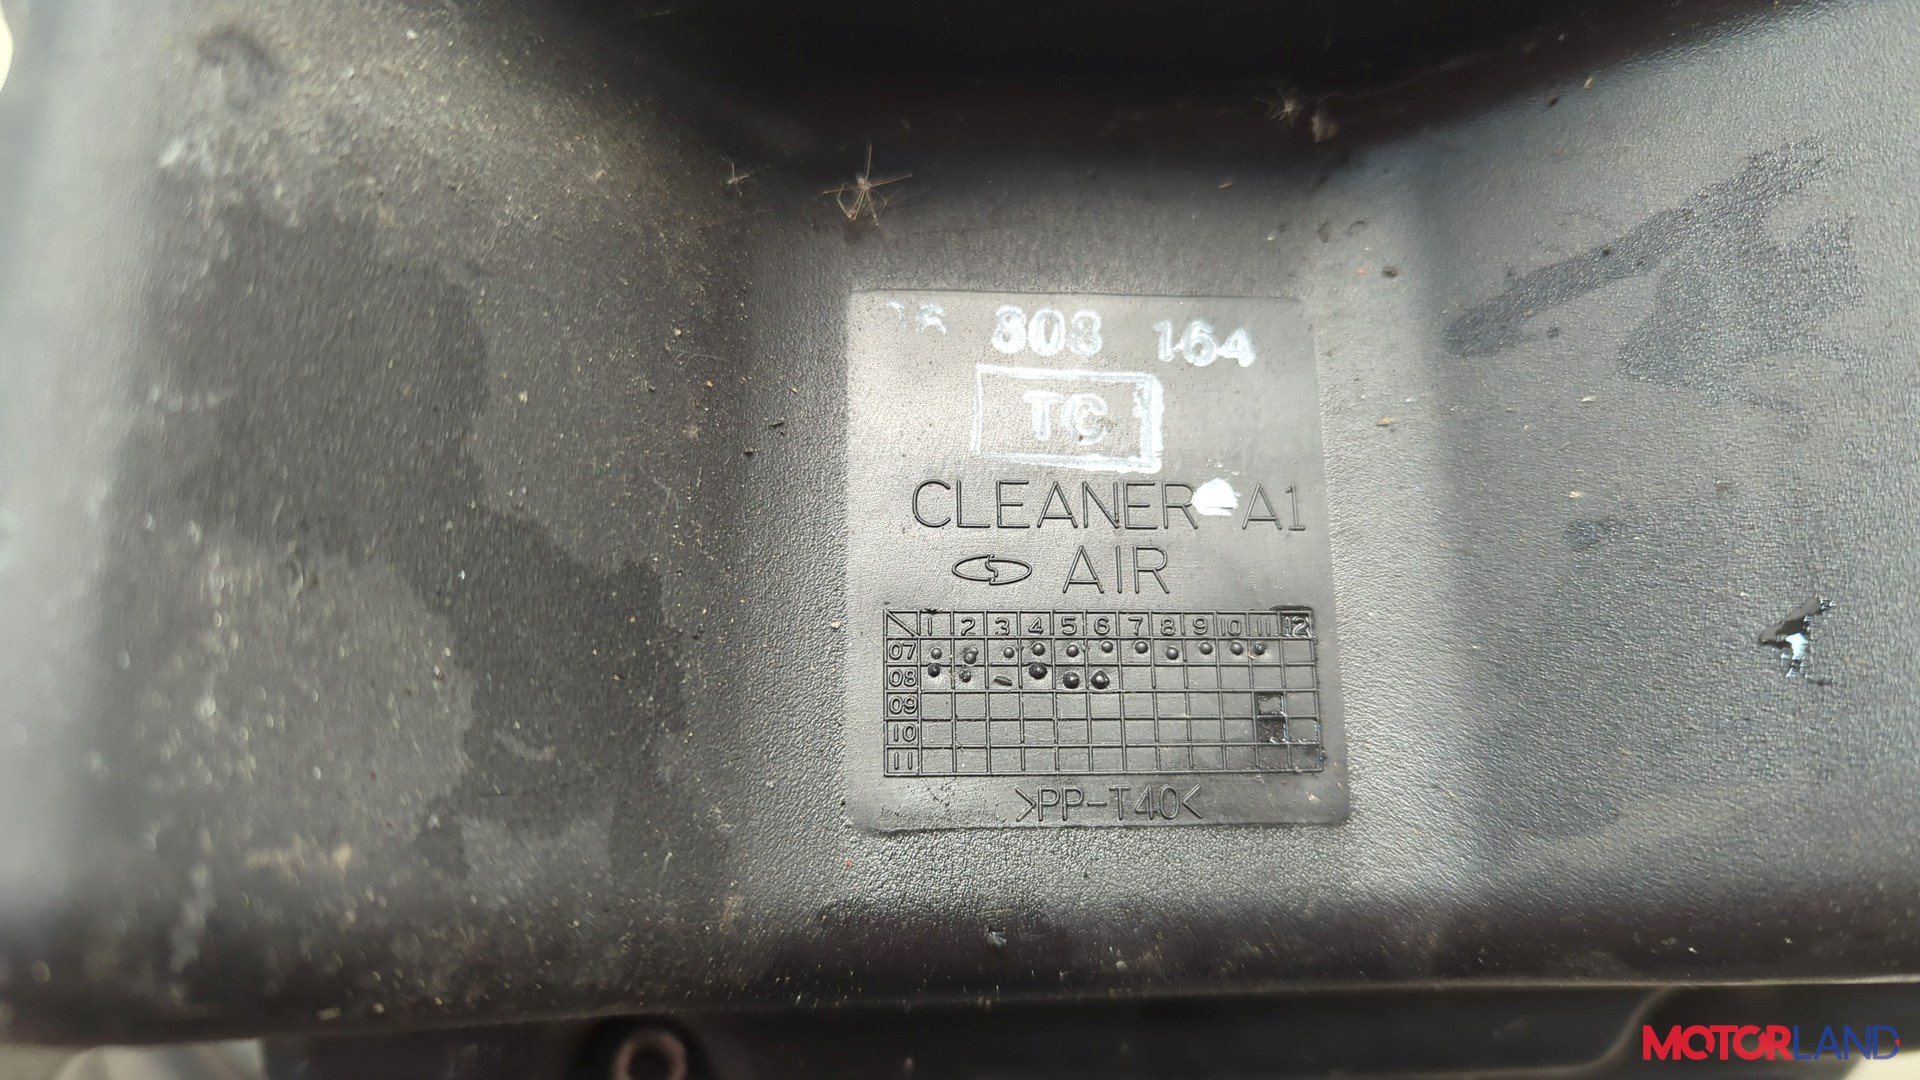 303 164
TC
CLEANER A1
AIR
1 2 3 4 5 6 7 8 9 10 11 12
07
08
09
10
11
>PP-T40<
MOTORLAND